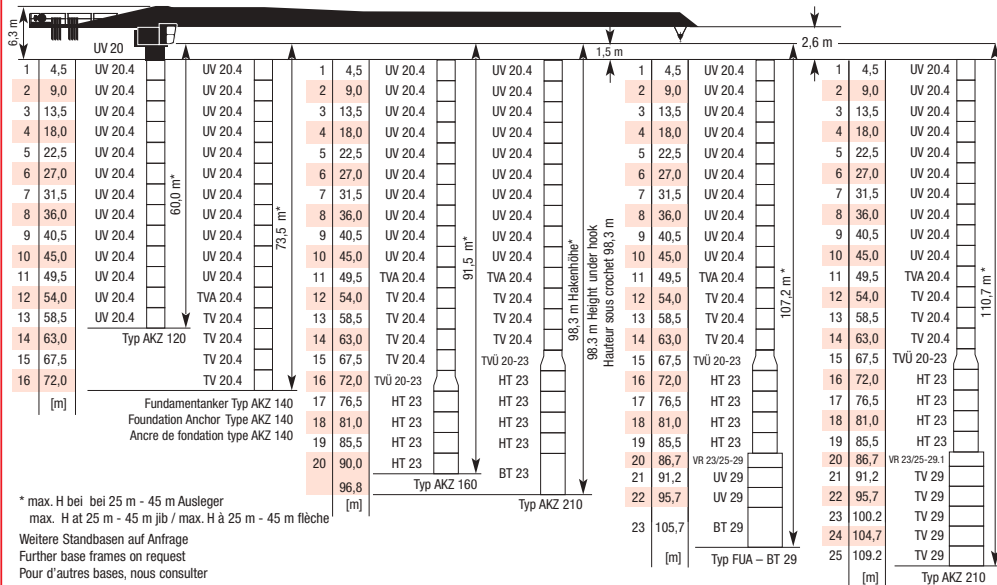 6,3 m
UV 20
1,5 m
2,6 m
1 4,5 UV 20.4 UV 20.4
2 9,0 UV 20.4 UV 20.4
3 13,5 UV 20.4 UV 20.4
4 18,0 UV 20.4 UV 20.4
5 22,5 UV 20.4 UV 20.4
6 27,0 UV 20.4 UV 20.4
7 31,5 UV 20.4 UV 20.4
8 36,0 UV 20.4 UV 20.4
9 40,5 UV 20.4 UV 20.4
10 45,0 UV 20.4 UV 20.4
11 49,5 UV 20.4 UV 20.4
12 54,0 UV 20.4 TVA 20.4
13 58,5 UV 20.4 TV 20.4
14 63,0 TV 20.4
15 67,5 TV 20.4
16 72,0 TV 20.4
[m]
60,0 m*
Typ AKZ 120
73,5 m*
Fundamentanker Typ AKZ 140
Foundation Anchor Type AKZ 140
Ancre de fondation type AKZ 140
1 4,5 UV 20.4 UV 20.4
2 9,0 UV 20.4 UV 20.4
3 13,5 UV 20.4 UV 20.4
4 18,0 UV 20.4 UV 20.4
5 22,5 UV 20.4 UV 20.4
6 27,0 UV 20.4 UV 20.4
7 31,5 UV 20.4 UV 20.4
8 36,0 UV 20.4 UV 20.4
9 40,5 UV 20.4 UV 20.4
10 45,0 UV 20.4 UV 20.4
11 49,5 TVA 20.4 TVA 20.4
12 54,0 TV 20.4 TV 20.4
13 58,5 TV 20.4 TV 20.4
14 63,0 TV 20.4 TV 20.4
15 67,5 TV 20.4 TVÜ 20-23
16 72,0 TVÜ 20-23 HT 23
17 76,5 HT 23 HT 23
18 81,0 HT 23 HT 23
19 85,5 HT 23 HT 23
20 90,0 HT 23 BT 23
96,8
[m]
91,5 m*
Typ AKZ 160
98,3 m Hakenhöhe*
98.3 m Height under hook
Hauteur sous crochet 98,3 m
Typ AKZ 210
1 4,5 UV 20.4
2 9,0 UV 20.4
3 13,5 UV 20.4
4 18,0 UV 20.4
5 22,5 UV 20.4
6 27,0 UV 20.4
7 31,5 UV 20.4
8 36,0 UV 20.4
9 40,5 UV 20.4
10 45,0 UV 20.4
11 49,5 TVA 20.4
12 54,0 TV 20.4
13 58,5 TV 20.4
14 63,0 TV 20.4
15 67,5 TVÜ 20-23
16 72,0 HT 23
17 76,5 HT 23
18 81,0 HT 23
19 85,5 HT 23
20 86,7 VR 23/25-29
21 91,2 UV 29
22 95,7 UV 29
23 105,7 BT 29
[m]
107,2 m *
Typ FUA – BT 29
1 4,5 UV 20.4
2 9,0 UV 20.4
3 13,5 UV 20.4
4 18,0 UV 20.4
5 22,5 UV 20.4
6 27,0 UV 20.4
7 31,5 UV 20.4
8 36,0 UV 20.4
9 40,5 UV 20.4
10 45,0 UV 20.4
11 49,5 TVA 20.4
12 54,0 TV 20.4
13 58,5 TV 20.4
14 63,0 TV 20.4
15 67,5 TVÜ 20-23
16 72,0 HT 23
17 76,5 HT 23
18 81,0 HT 23
19 85,5 HT 23
20 86,7 VR 23/25-29.1
21 91,2 TV 29
22 95,7 TV 29
23 100.2 TV 29
24 104,7 TV 29
25 109.2 TV 29
[m]
110,7 m *
Typ AKZ 210
* max. H bei bei 25 m - 45 m Ausleger
max. H at 25 m - 45 m jib / max. H à 25 m - 45 m flèche
Weitere Standbasen auf Anfrage
Further base frames on request
Pour d'autres bases, nous consulter